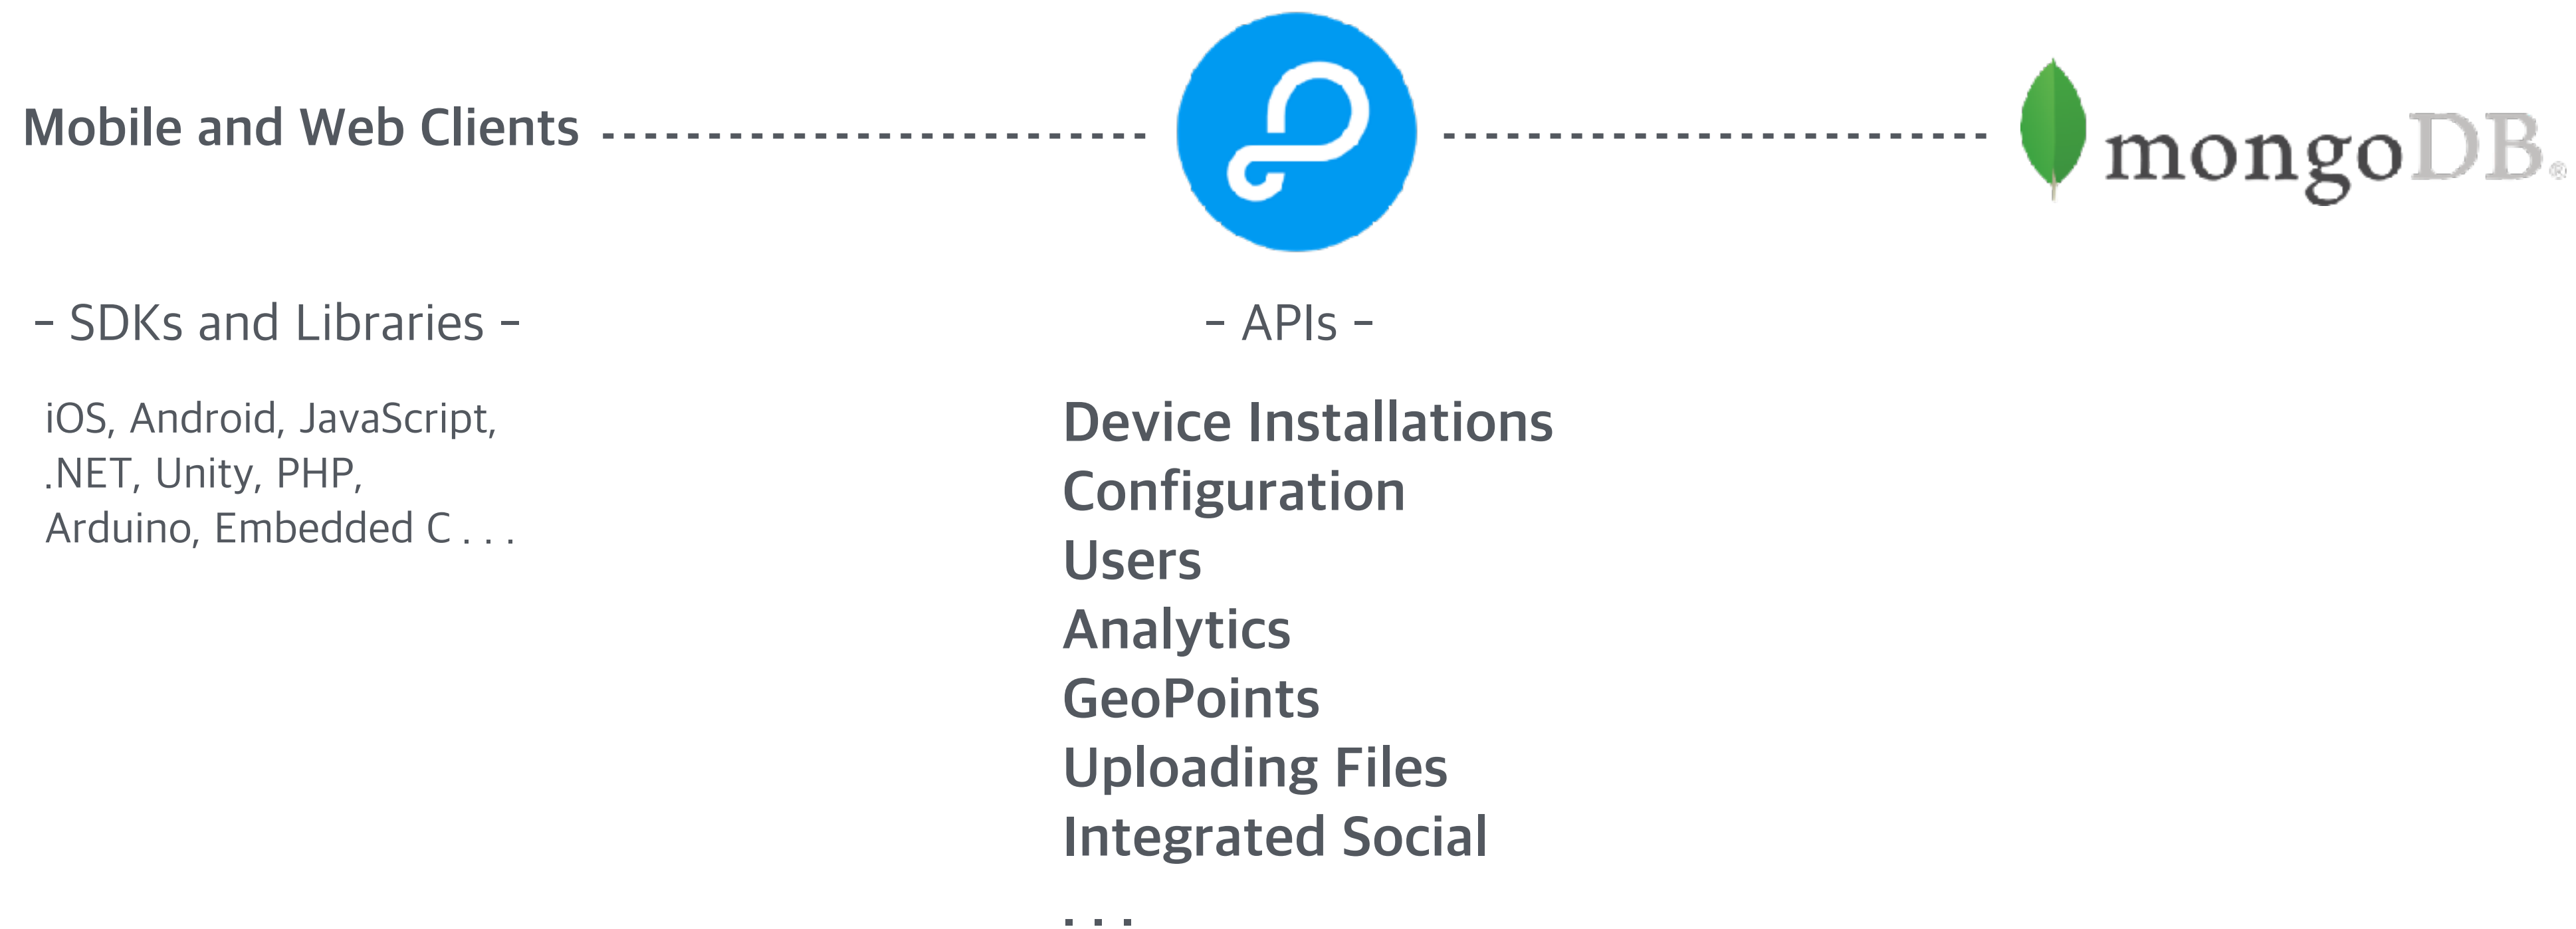 Mobile and Web Clients
mongoDB®
– SDKs and Libraries –
iOS, Android, JavaScript,
.NET, Unity, PHP,
Arduino, Embedded C . . .
– APIs –
Device Installations
Configuration
Users
Analytics
GeoPoints
Uploading Files
Integrated Social
. . .